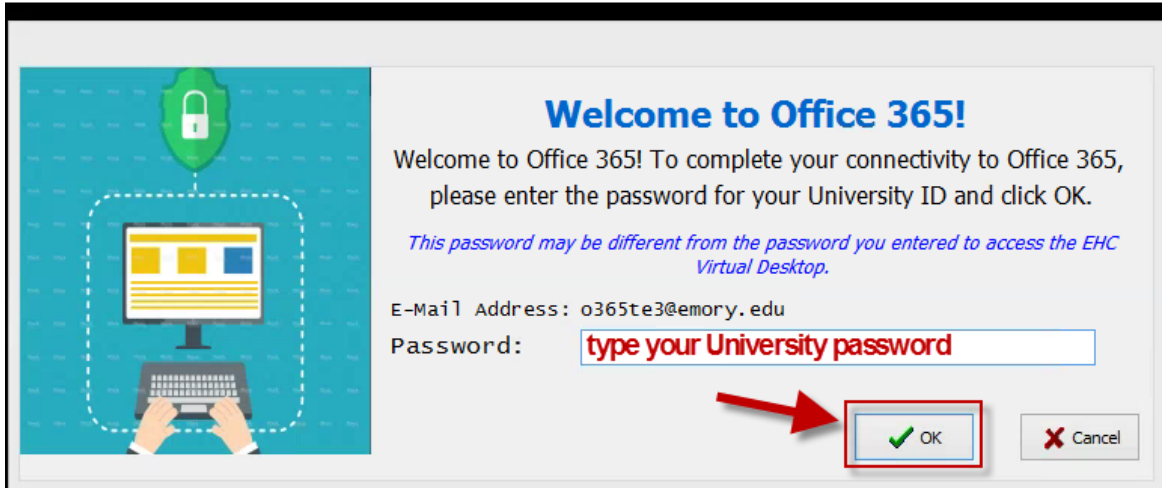 Welcome to Office 365!
Welcome to Office 365! To complete your connectivity to Office 365,
please enter the password for your University ID and click OK.
This password may be different from the password you entered to access the EHC
Virtual Desktop.
E-Mail Address: o365te3@emory.edu
Password: type your University password
OK Cancel